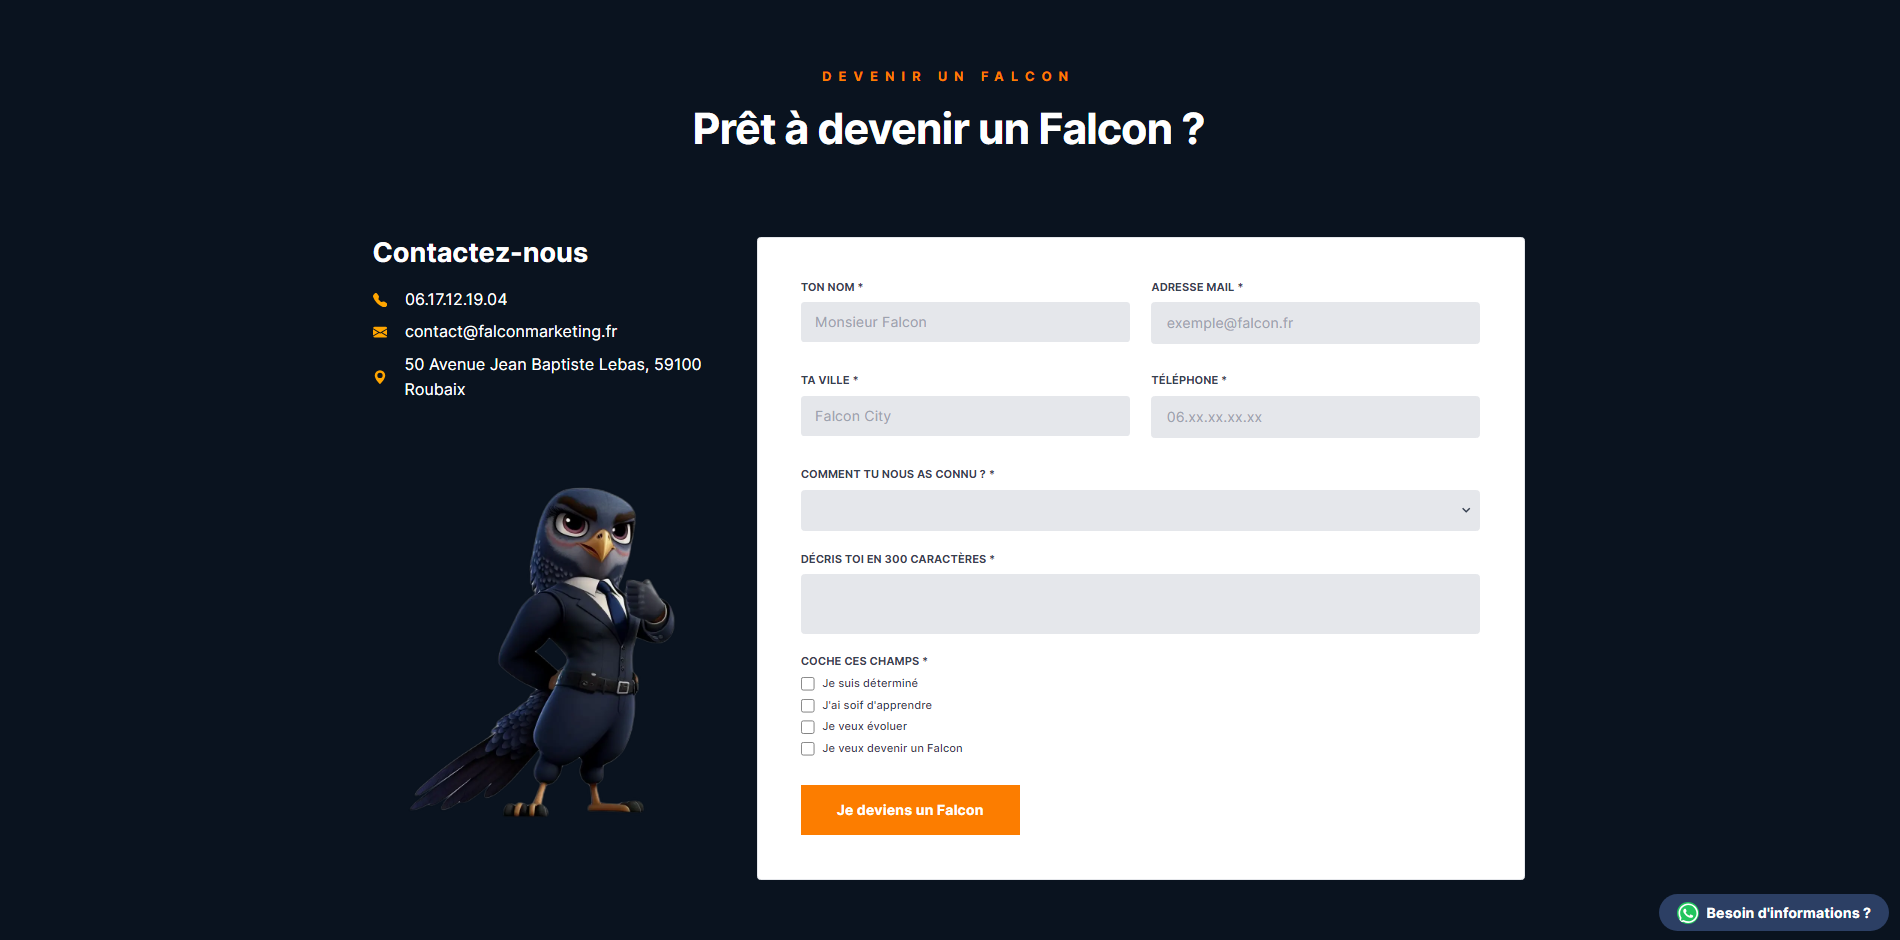 DEVENIR UN FALCON
Prêt à devenir un Falcon ?
Contactez-nous
06.17.12.19.04
contact@falconmarketing.fr
50 Avenue Jean Baptiste Lebas, 59100
Roubaix
TON NOM *
Monsieur Falcon
ADRESSE MAIL *
exemple@falcon.fr
TA VILLE *
Falcon City
TÉLÉPHONE *
06.xx.xx.xx.xx
COMMENT TU NOUS AS CONNU ? *
DÉCRIS TOI EN 300 CARACTÈRES *
COCHE CES CHAMPS *
Je suis déterminé
J'ai soif d'apprendre
Je veux évoluer
Je veux devenir un Falcon
Je deviens un Falcon
Besoin d'informations ?